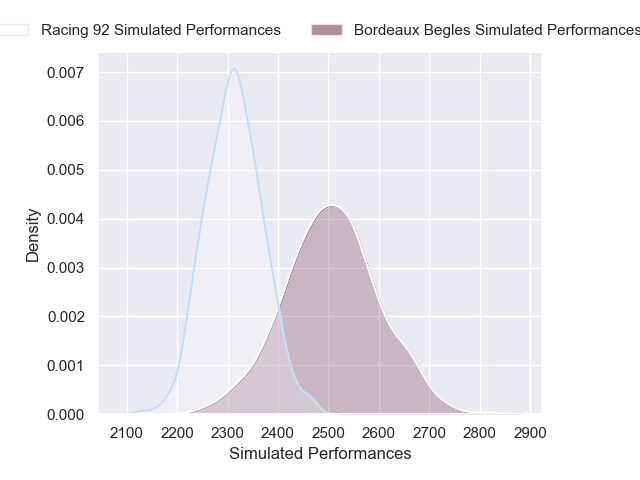 Racing 92 Simulated Performances
Bordeaux Begles Simulated Performances
0.007
0.006
0.005
0.004
0.003
0.002
0.001
0.000
Density
2100 2200 2300 2400 2500 2600 2700 2800 2900
Simulated Performances